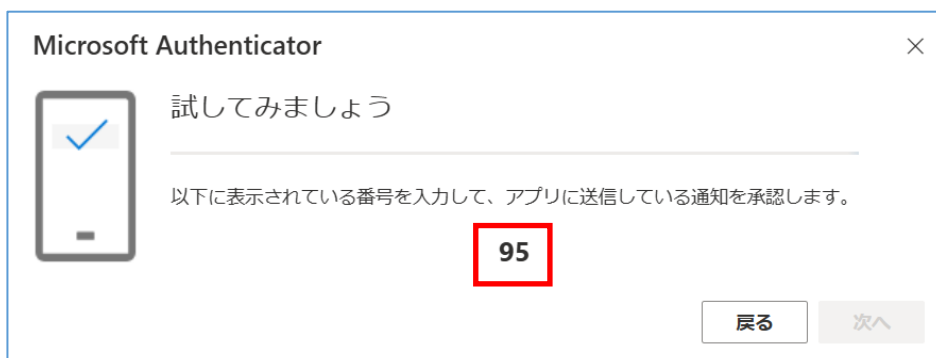 Microsoft Authenticator
試してみましょう
以下に表示されている番号を入力して、アプリに送信している通知を承認します。
95
戻る
次へ